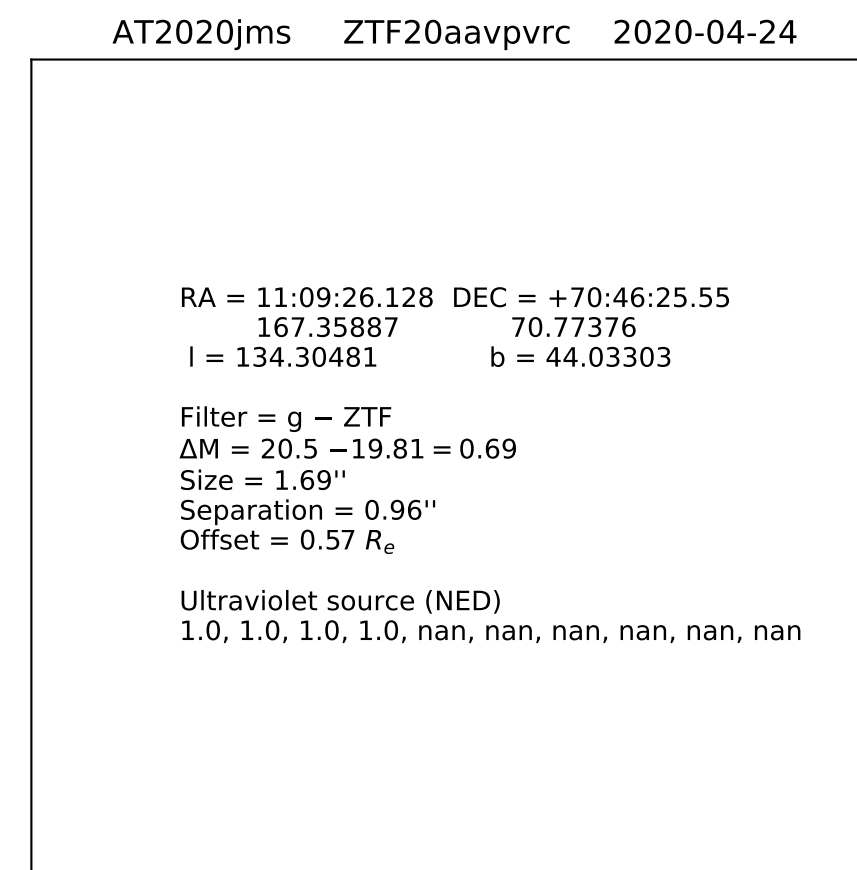 AT2020jms ZTF20aavpvrc 2020-04-24
RA = 11:09:26.128 DEC = +70:46:25.55
167.35887 70.77376
l = 134.30481 b = 44.03303
Filter = g − ZTF
ΔM = 20.5 −19.81 = 0.69
Size = 1.69''
Separation = 0.96''
Offset = 0.57 Re
Ultraviolet source (NED)
1.0, 1.0, 1.0, 1.0, nan, nan, nan, nan, nan, nan